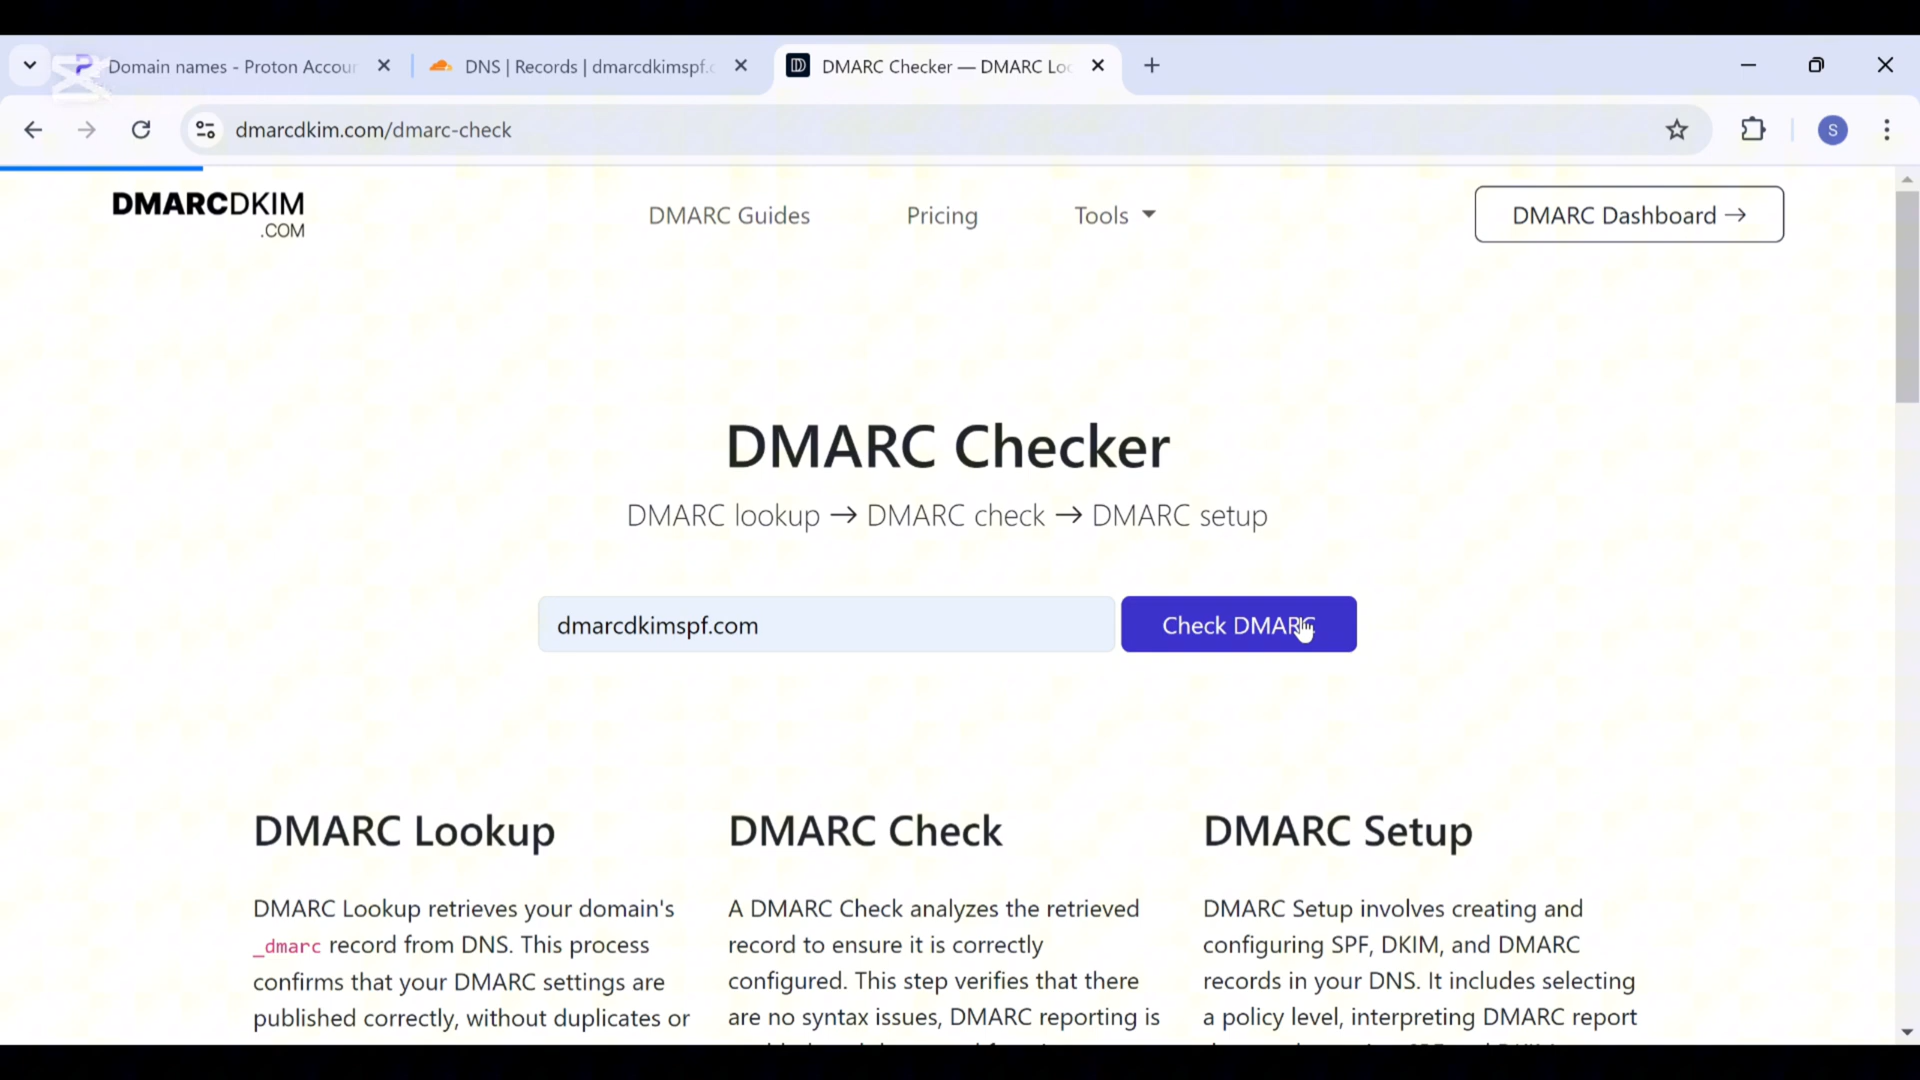 Domain names - Proton Accour
DNS | Records | dmarcdkimspf.c
DMARC Checker — DMARC Loo
dmarcdkim.com/dmarc-check
S
DMARCDKIM
.COM
DMARC Guides
Pricing
Tools
DMARC Dashboard →
DMARC Checker
DMARC lookup → DMARC check → DMARC setup
dmarcdkimspf.com
Check DMARC
DMARC Lookup
DMARC Lookup retrieves your domain's
_dmarc record from DNS. This process
confirms that your DMARC settings are
published correctly, without duplicates or
DMARC Check
A DMARC Check analyzes the retrieved
record to ensure it is correctly
configured. This step verifies that there
are no syntax issues, DMARC reporting is
DMARC Setup
DMARC Setup involves creating and
configuring SPF, DKIM, and DMARC
records in your DNS. It includes selecting
a policy level, interpreting DMARC report